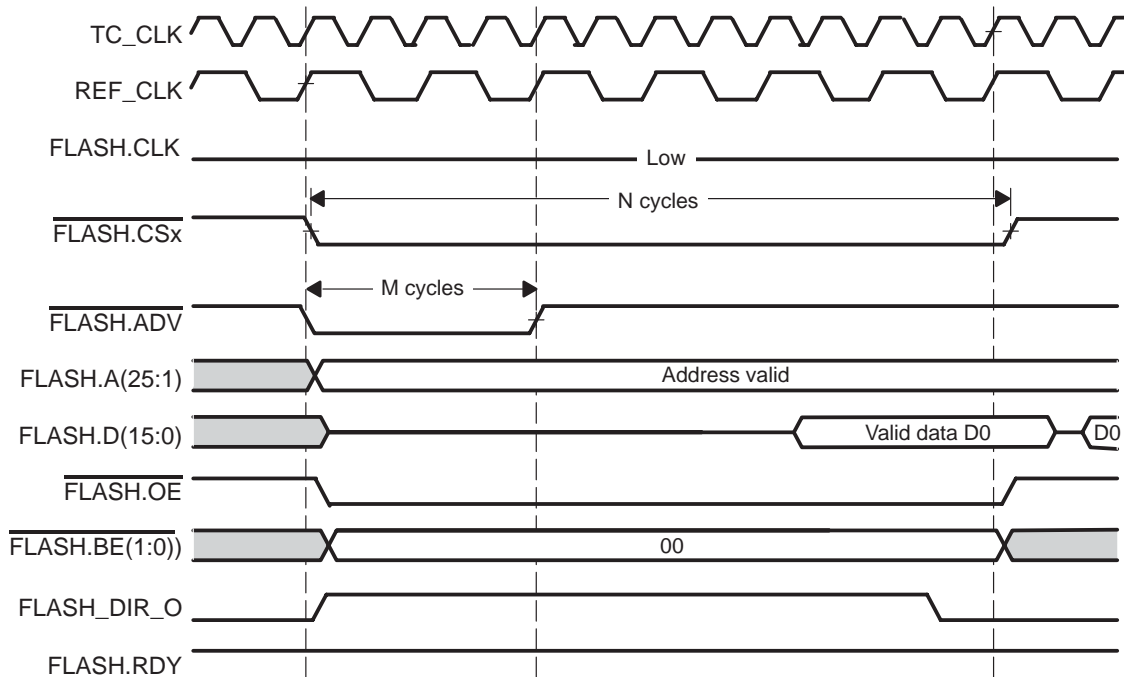 TC_CLK
REF_CLK
FLASH.CLK
Low
N cycles
FLASH.CSx
M cycles
FLASH.ADV
FLASH.A(25:1)
Address valid
FLASH.D(15:0)
Valid data D0
D0
FLASH.OE
FLASH.BE(1:0))
00
FLASH_DIR_O
FLASH.RDY